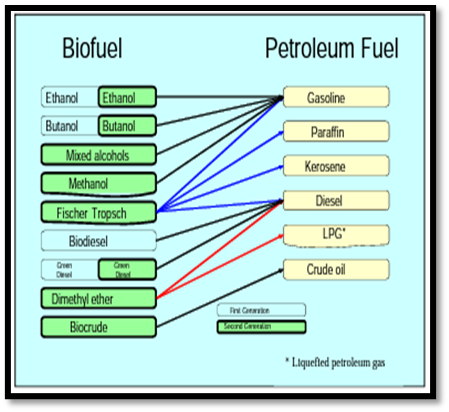 Biofuel Petroleum Fuel
Ethanol Ethanol Gasoline
Butanol Butanol Paraffin
Mixed alcohols
Methanol Kerosene
Fischer Tropsch Diesel
Biodiesel LPG*
Green Diesel Green Diesel
Dimethyl ether Crude oil
Biocrude
First Generation
Second Generation
* Liquefied petroleum gas